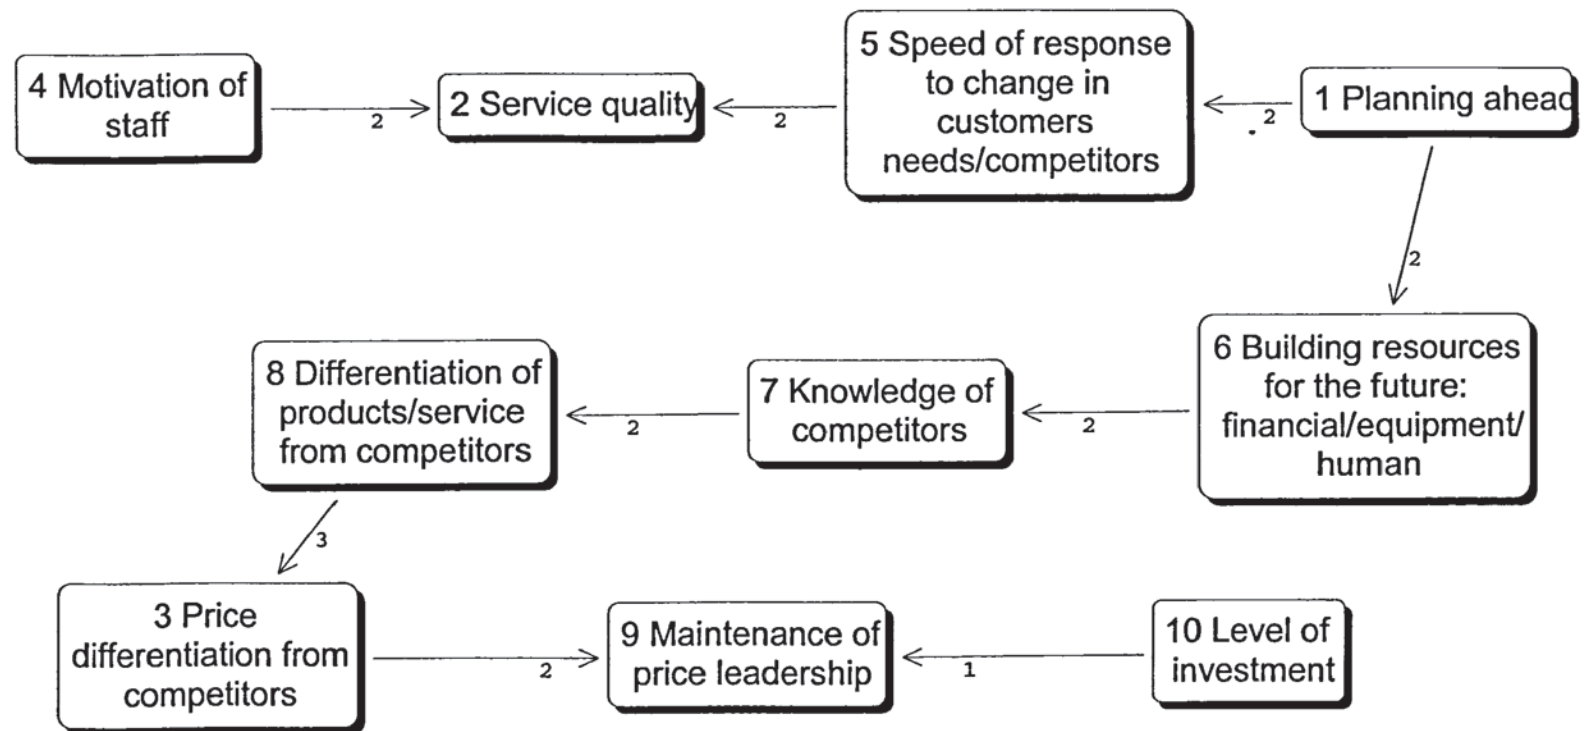 4 Motivation of
staff
2
2 Service quality
2
5 Speed of response
to change in
customers
needs/competitors
2
1 Planning ahead
2
8 Differentiation of
products/service
from competitors
2
7 Knowledge of
competitors
2
6 Building resources
for the future:
financial/equipment/
human
3
3 Price
differentiation from
competitors
2
9 Maintenance of
price leadership
1
10 Level of
investment